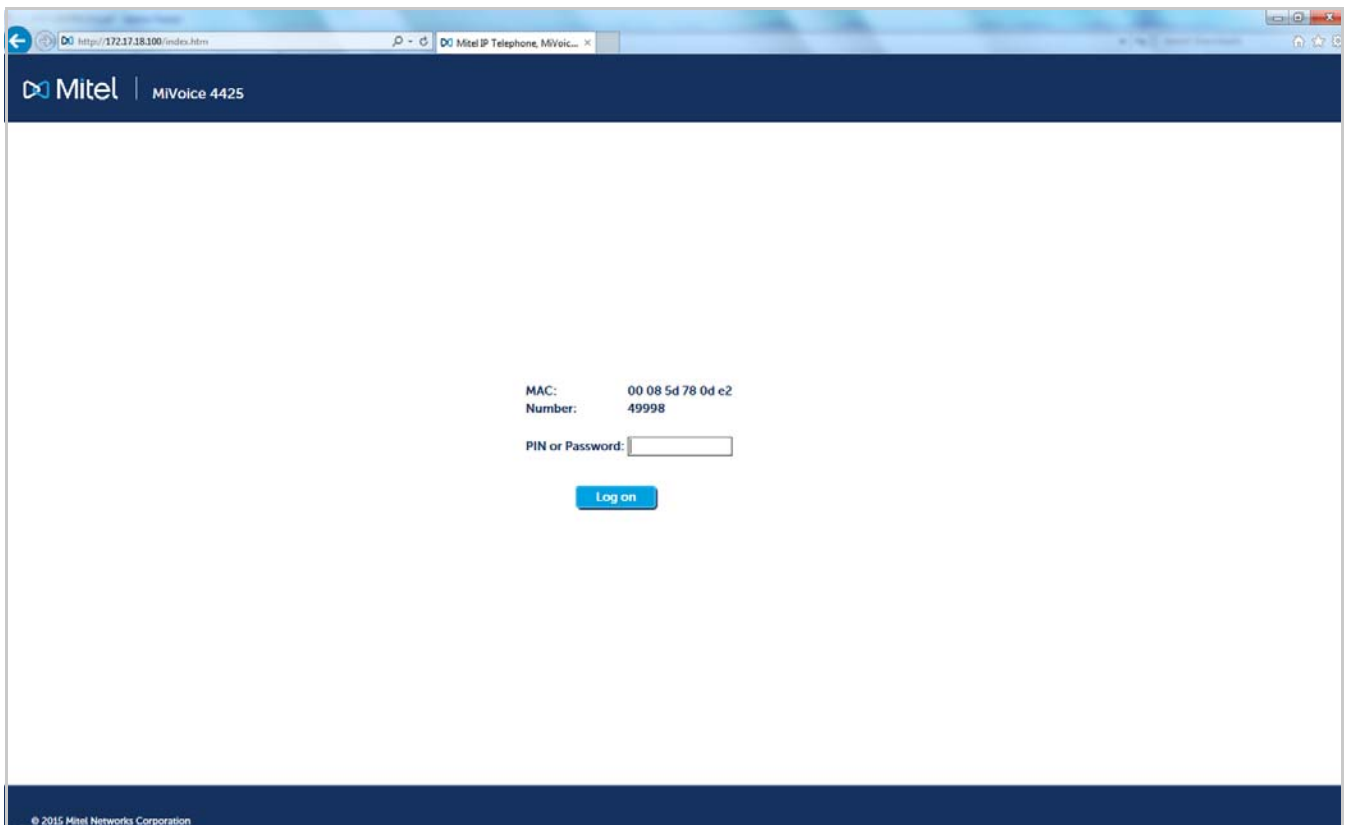 http://172.17.18.100/index.htm
Mitel IP Telephone, MiVoic...
Mitel | MiVoice 4425
MAC: 00 08 5d 78 0d e2
Number: 49998
PIN or Password:
Log on
© 2015 Mitel Networks Corporation